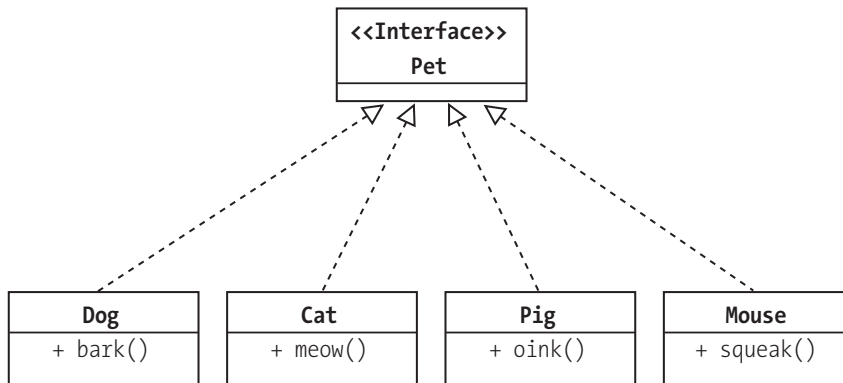 <<Interface>>
Pet
Dog
+ bark()
Cat
+ meow()
Pig
+ oink()
Mouse
+ squeak()